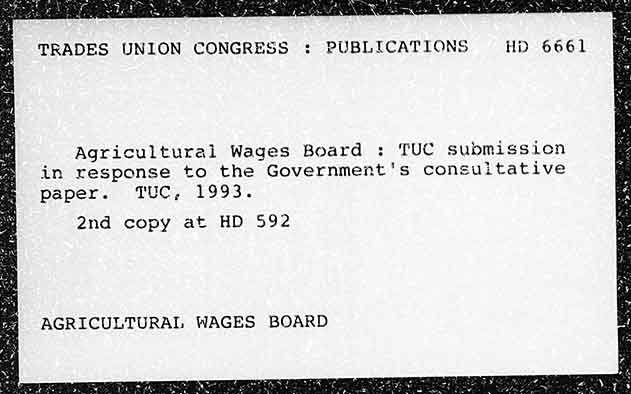 TRADES UNION CONGRESS : PUBLICATIONS HD 6661
Agricultural Wages Board : TUC submission
in response to the Government's consultative
paper. TUC, 1993.
2nd copy at HD 592
AGRICULTURAL WAGES BOARD